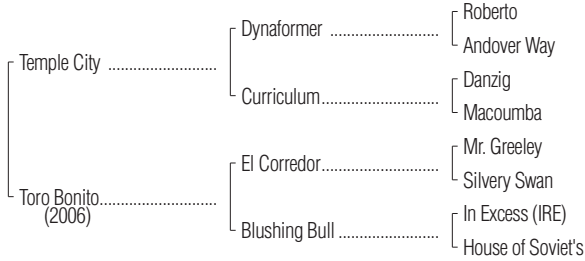 Roberto
Dynaformer ........................
Andover Way
Temple City ........................
Danzig
Curriculum..........................
Macoumba
Mr. Greeley
El Corredor..........................
Silvery Swan
Toro Bonito..........................
(2006)
In Excess (IRE)
Blushing Bull ......................
House of Soviet's